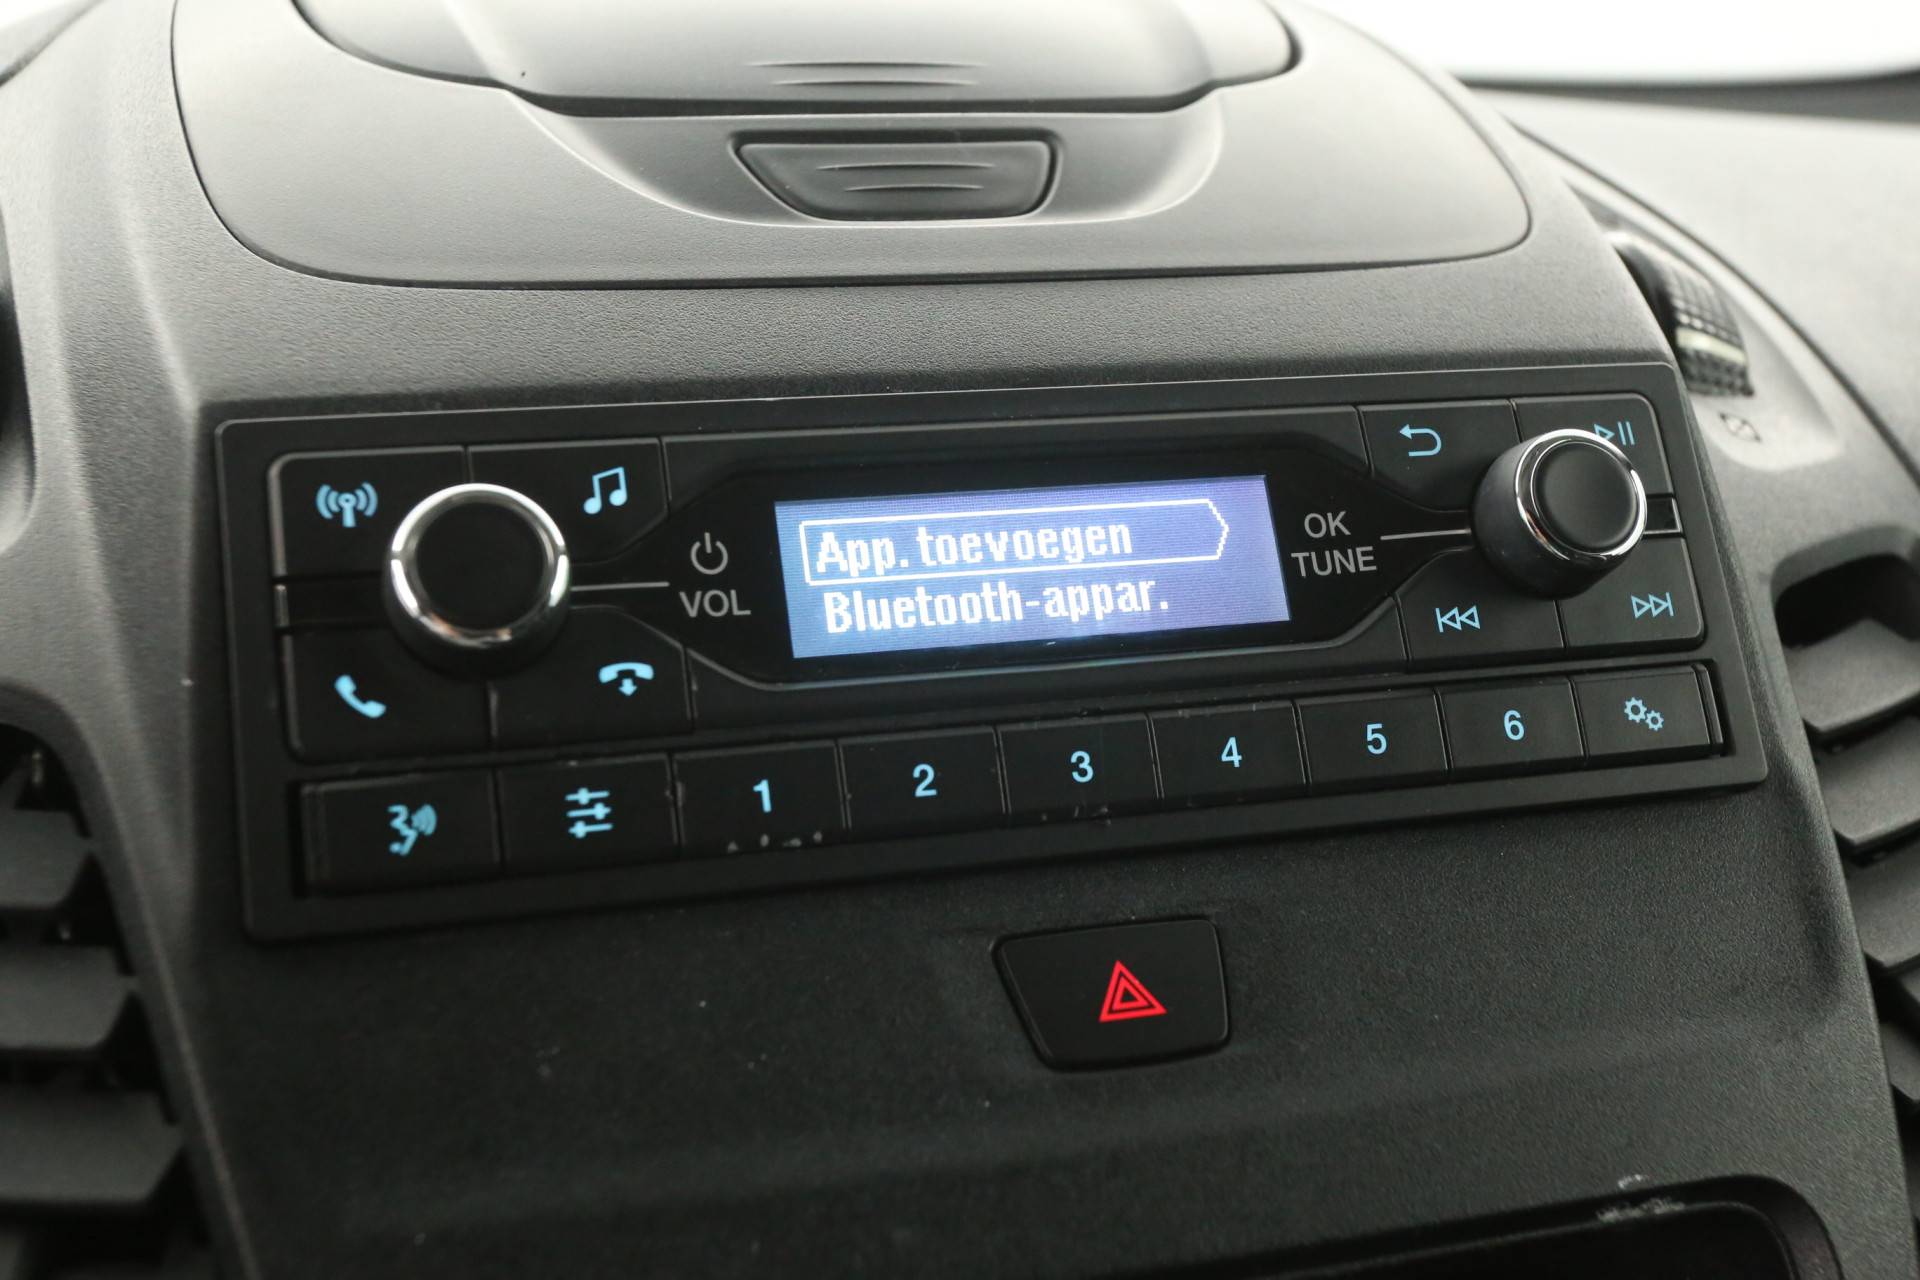 App. toevoegen
Bluetooth-appar.
VOL
OK
TUNE
1 2 3 4 5 6